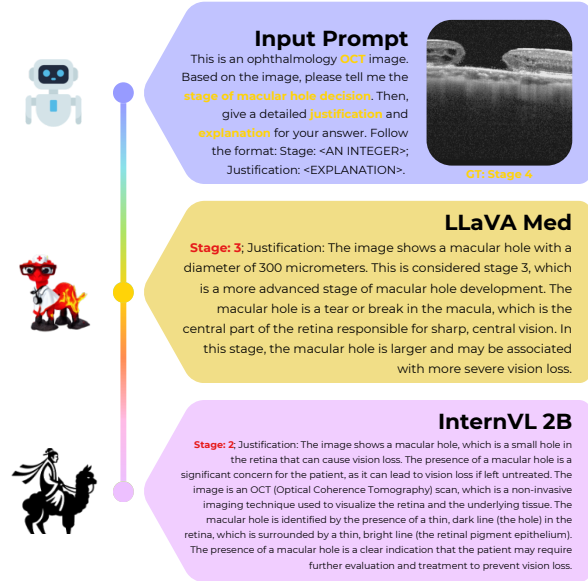 Input Prompt
This is an ophthalmology OCT image.
Based on the image, please tell me the
stage of macular hole decision. Then,
give a detailed justification and
explanation for your answer. Follow
the format: Stage: <AN INTEGER>;
Justification: <EXPLANATION>.
GT: Stage 4
LLaVA Med
Stage: 3; Justification: The image shows a macular hole with a
diameter of 300 micrometers. This is considered stage 3, which
is a more advanced stage of macular hole development. The
macular hole is a tear or break in the macula, which is the
central part of the retina responsible for sharp, central vision. In
this stage, the macular hole is larger and may be associated
with more severe vision loss.
InternVL 2B
Stage: 2; Justification: The image shows a macular hole, which is a small hole in
the retina that can cause vision loss. The presence of a macular hole is a
significant concern for the patient, as it can lead to vision loss if left untreated. The
image is an OCT (Optical Coherence Tomography) scan, which is a non-invasive
imaging technique used to visualize the retina and the underlying tissue. The
macular hole is identified by the presence of a thin, dark line (the hole) in the
retina, which is surrounded by a thin, bright line (the retinal pigment epithelium).
The presence of a macular hole is a clear indication that the patient may require
further evaluation and treatment to prevent vision loss.